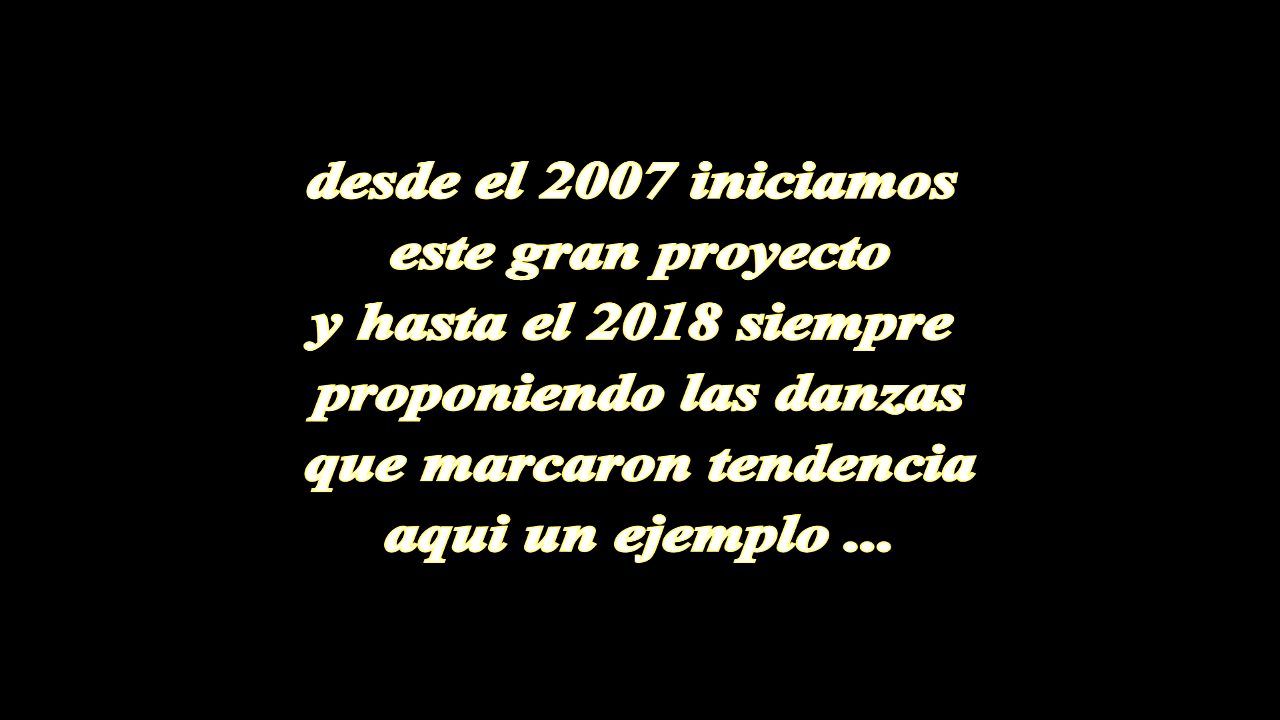 desde el 2007 iniciamos
este gran proyecto
y hasta el 2018 siempre
proponiendo las danzas
que marcaron tendencia
aqui un ejemplo ...